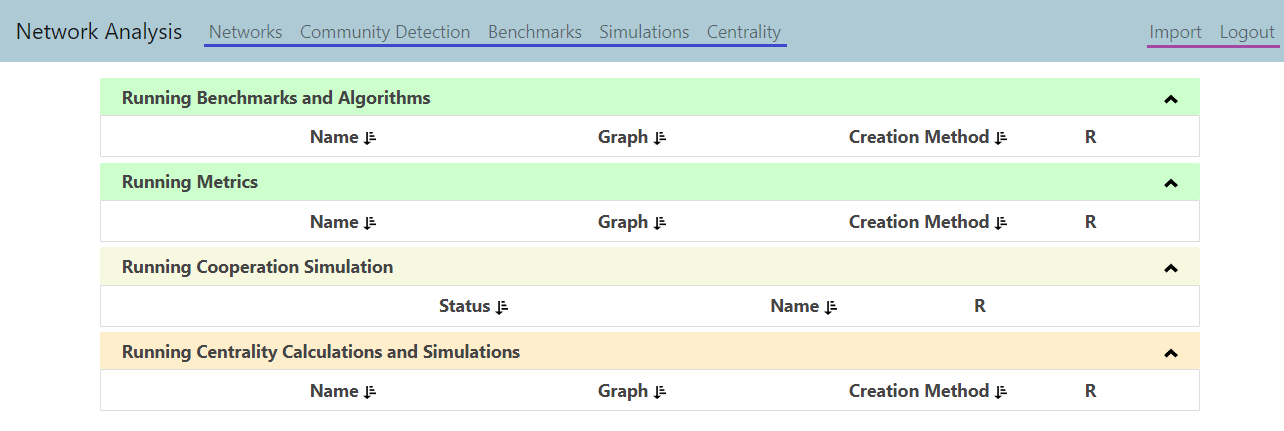 Network Analysis Networks Community Detection Benchmarks Simulations Centrality Import Logout
Running Benchmarks and Algorithms
Name Graph Creation Method R
Running Metrics
Name Graph Creation Method R
Running Cooperation Simulation
Status Name R
Running Centrality Calculations and Simulations
Name Graph Creation Method R